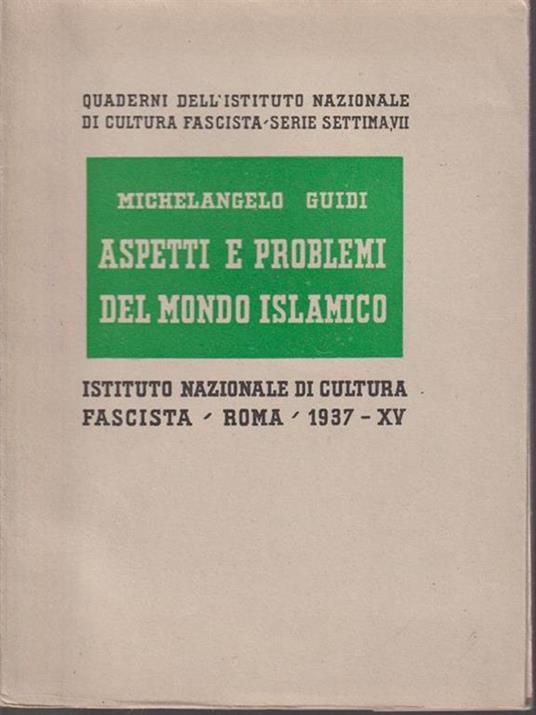 QUADERNI DELL'ISTITUTO NAZIONALE
DI CULTURA FASCISTA-SERIE SETTIMA,VII
MICHELANGELO GUIDI
ASPETTI E PROBLEMI
DEL MONDO ISLAMICO
ISTITUTO NAZIONALE DI CULTURA
FASCISTA - ROMA - 1937 - XV